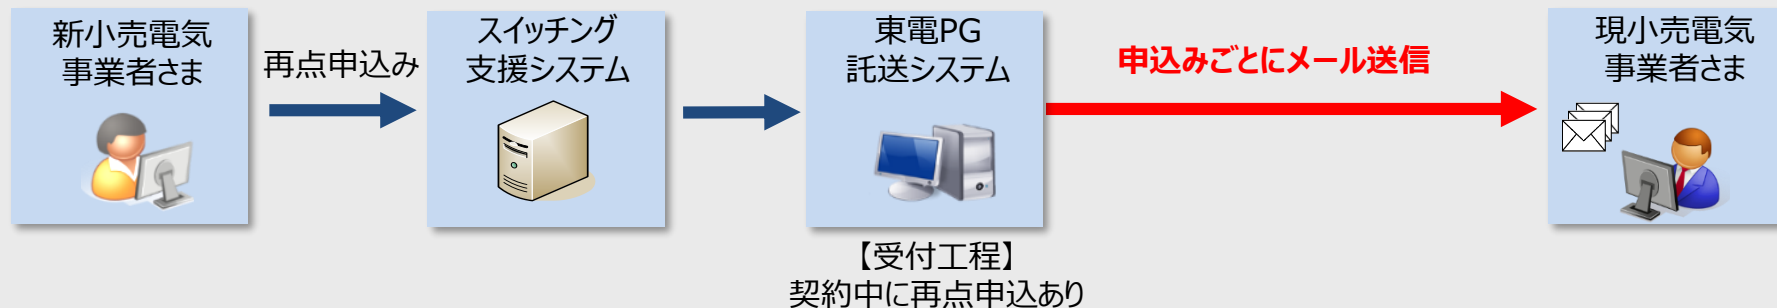 新小売電気
事業者さま
再点申込み
スイッチング
支援システム
東電PG
託送システム
申込みごとにメール送信
現小売電気
事業者さま
【受付工程】
契約中に再点申込あり